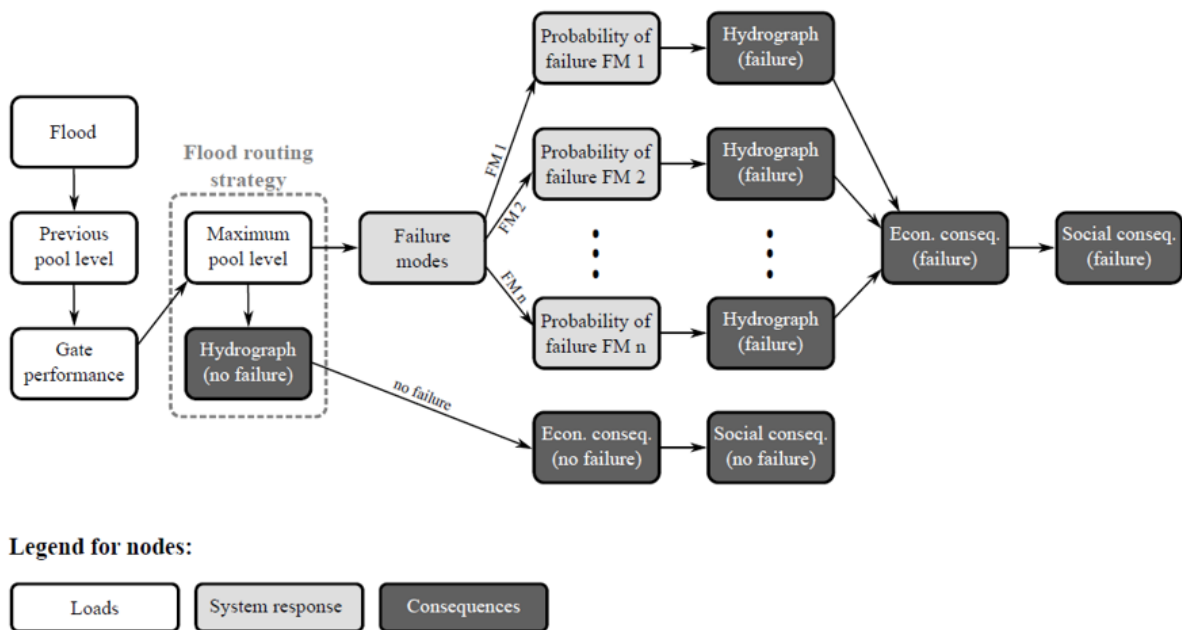 Flood
Previous
pool level
Gate
performance
Flood routing
strategy
Maximum
pool level
Hydrograph
(no failure)
Failure
modes
FM 1
FM 2
FM n
no failure
Probability of
failure FM 1
Hydrograph
(failure)
Probability of
failure FM 2
Hydrograph
(failure)
Probability of
failure FM n
Hydrograph
(failure)
Econ. conseq.
(failure)
Social conseq.
(failure)
Econ. conseq.
(no failure)
Social conseq.
(no failure)
Legend for nodes:
Loads
System response
Consequences